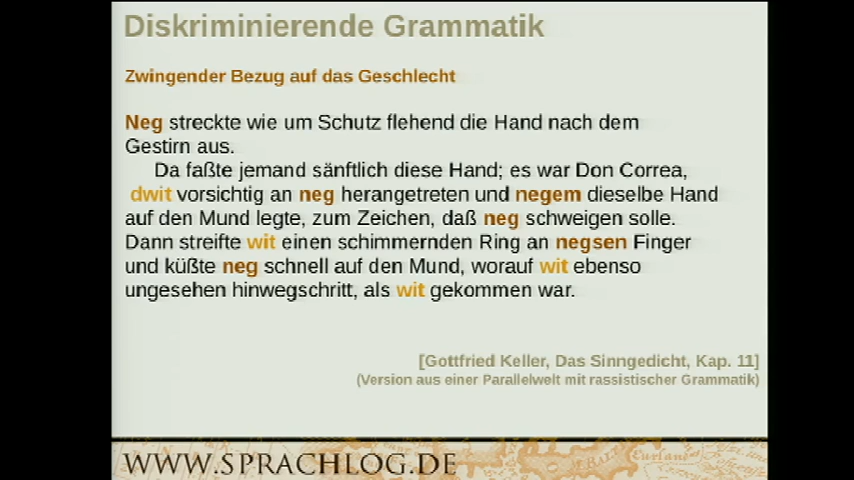 Diskriminierende Grammatik
Zwingender Bezug auf das Geschlecht
Neg streckte wie um Schutz flehend die Hand nach dem
Gestirn aus.
Da faßte jemand sänftlich diese Hand; es war Don Correa,
dwit vorsichtig an neg herangetreten und negem dieselbe Hand
auf den Mund legte, zum Zeichen, daß neg schweigen solle.
Dann streifte wit einen schimmernden Ring an negsen Finger
und küßte neg schnell auf den Mund, worauf wit ebenso
ungesehen hinwegschritt, als wit gekommen war.
[Gottfried Keller, Das Sinngedicht, Kap. 11]
(Version aus einer Parallelwelt mit rassistischer Grammatik)
WWW.SPRACHLOG.DE